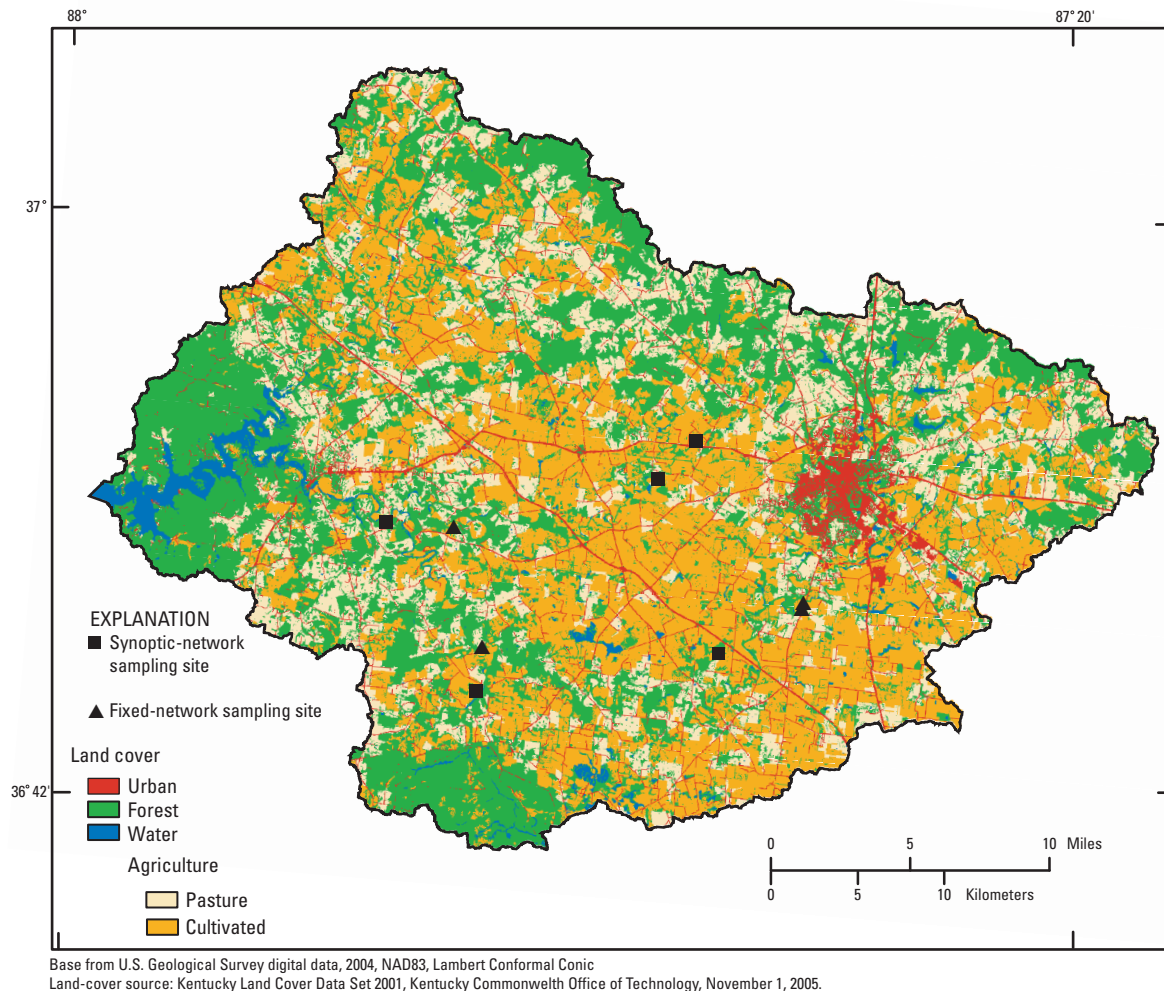 88°
87° 20'
37°
EXPLANATION
Synoptic-network
sampling site
Fixed-network sampling site
Land cover
36° 42'
Urban
Forest
Water
Agriculture
Pasture
Cultivated
0 5 10 Miles
0 5 10 Kilometers
Base from U.S. Geological Survey digital data, 2004, NAD83, Lambert Conformal Conic
Land-cover source: Kentucky Land Cover Data Set 2001, Kentucky Commonwelth Office of Technology, November 1, 2005.